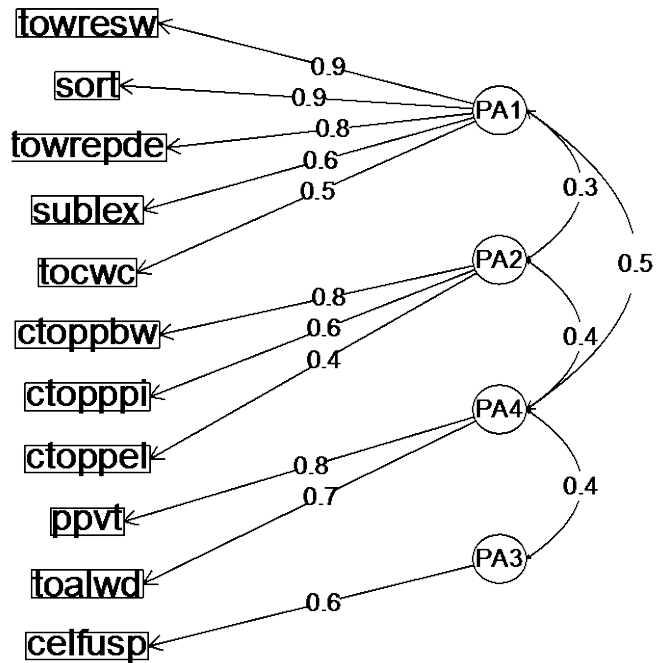 towresw
0.9
sort
0.9
PA1
towrepde
0.8
sublex
0.6
0.3
tocwc
0.5
PA2
0.5
ctoppbw
0.8
ctopppi
0.6
0.4
ctoppel
0.4
PA4
ppvt
0.8
0.7
0.4
toalwd
PA3
celfusp
0.6